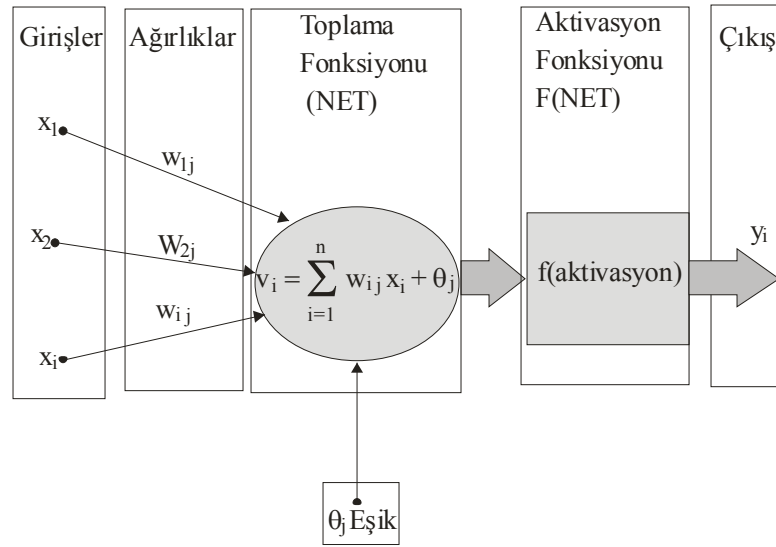 Girişler
Ağırlıklar
Toplama
Fonksiyonu
(NET)
Aktivasyon
Fonksiyonu
F(NET)
Çıkış
x₁
w₁ⱼ
x₂
W₂ⱼ
xᵢ
wᵢⱼ
vᵢ = ∑ⁿᵢ₌₁ wᵢⱼ xᵢ + θⱼ
f(aktivasyon)
yᵢ
θⱼ Eşik